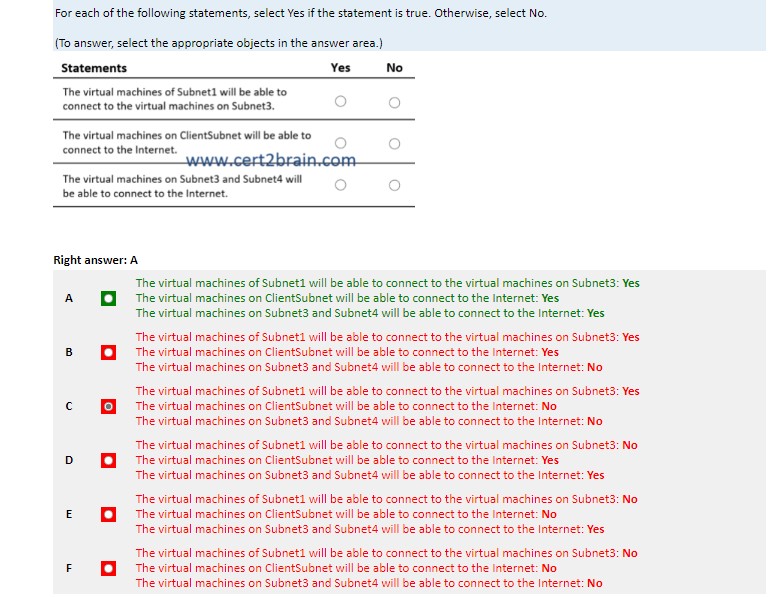 For each of the following statements, select Yes if the statement is true. Otherwise, select No.
(To answer, select the appropriate objects in the answer area.)
Statements Yes No
The virtual machines of Subnet1 will be able to
connect to the virtual machines on Subnet3.
The virtual machines on ClientSubnet will be able to
connect to the Internet.
www.cert2brain.com
The virtual machines on Subnet3 and Subnet4 will
be able to connect to the Internet.
Right answer: A
The virtual machines of Subnet1 will be able to connect to the virtual machines on Subnet3: Yes
A The virtual machines on ClientSubnet will be able to connect to the Internet: Yes
The virtual machines on Subnet3 and Subnet4 will be able to connect to the Internet: Yes
The virtual machines of Subnet1 will be able to connect to the virtual machines on Subnet3: Yes
B The virtual machines on ClientSubnet will be able to connect to the Internet: Yes
The virtual machines on Subnet3 and Subnet4 will be able to connect to the Internet: No
The virtual machines of Subnet1 will be able to connect to the virtual machines on Subnet3: Yes
C The virtual machines on ClientSubnet will be able to connect to the Internet: No
The virtual machines on Subnet3 and Subnet4 will be able to connect to the Internet: No
The virtual machines of Subnet1 will be able to connect to the virtual machines on Subnet3: No
D The virtual machines on ClientSubnet will be able to connect to the Internet: Yes
The virtual machines on Subnet3 and Subnet4 will be able to connect to the Internet: Yes
The virtual machines of Subnet1 will be able to connect to the virtual machines on Subnet3: No
E The virtual machines on ClientSubnet will be able to connect to the Internet: No
The virtual machines on Subnet3 and Subnet4 will be able to connect to the Internet: Yes
The virtual machines of Subnet1 will be able to connect to the virtual machines on Subnet3: No
F The virtual machines on ClientSubnet will be able to connect to the Internet: No
The virtual machines on Subnet3 and Subnet4 will be able to connect to the Internet: No